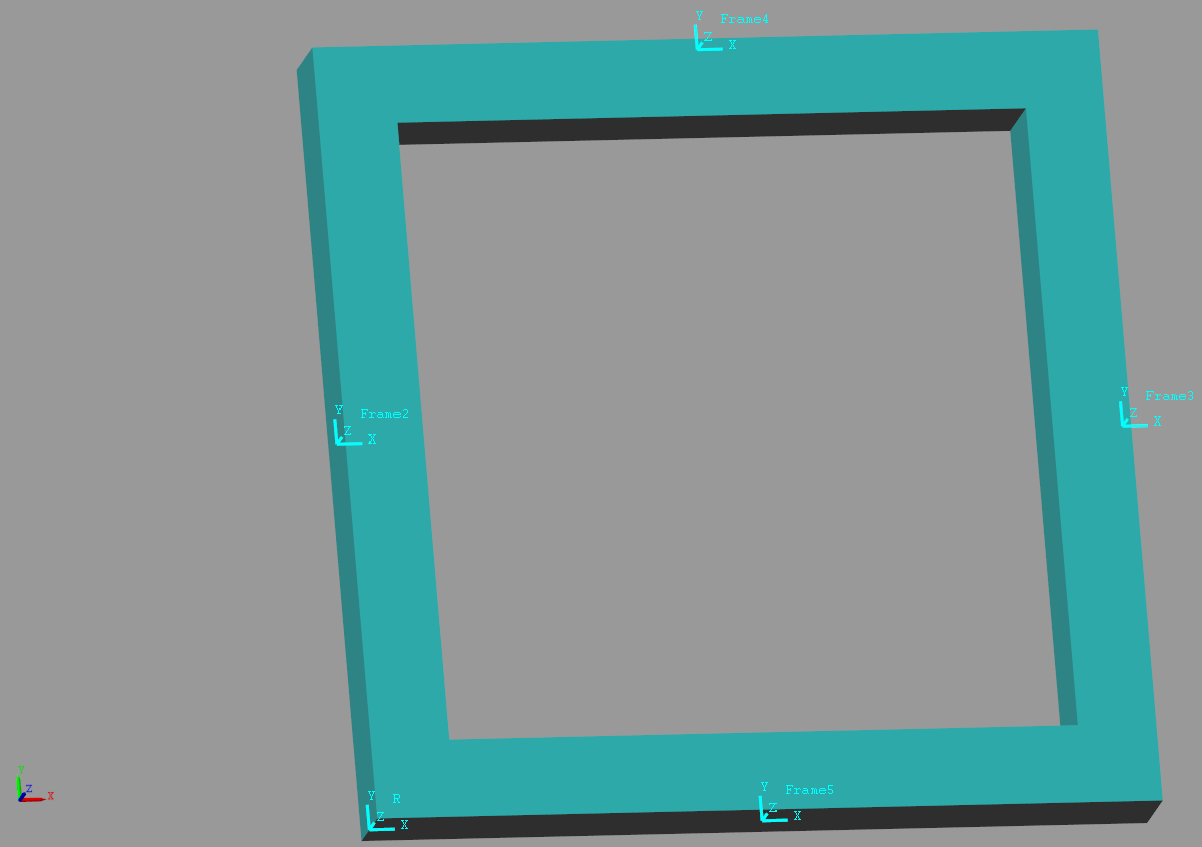 Y Frame4
Z X
Y Frame3
Z X
Y Frame2
Z X
Y
Z X
Y R
Z X
Y Frame5
Z X